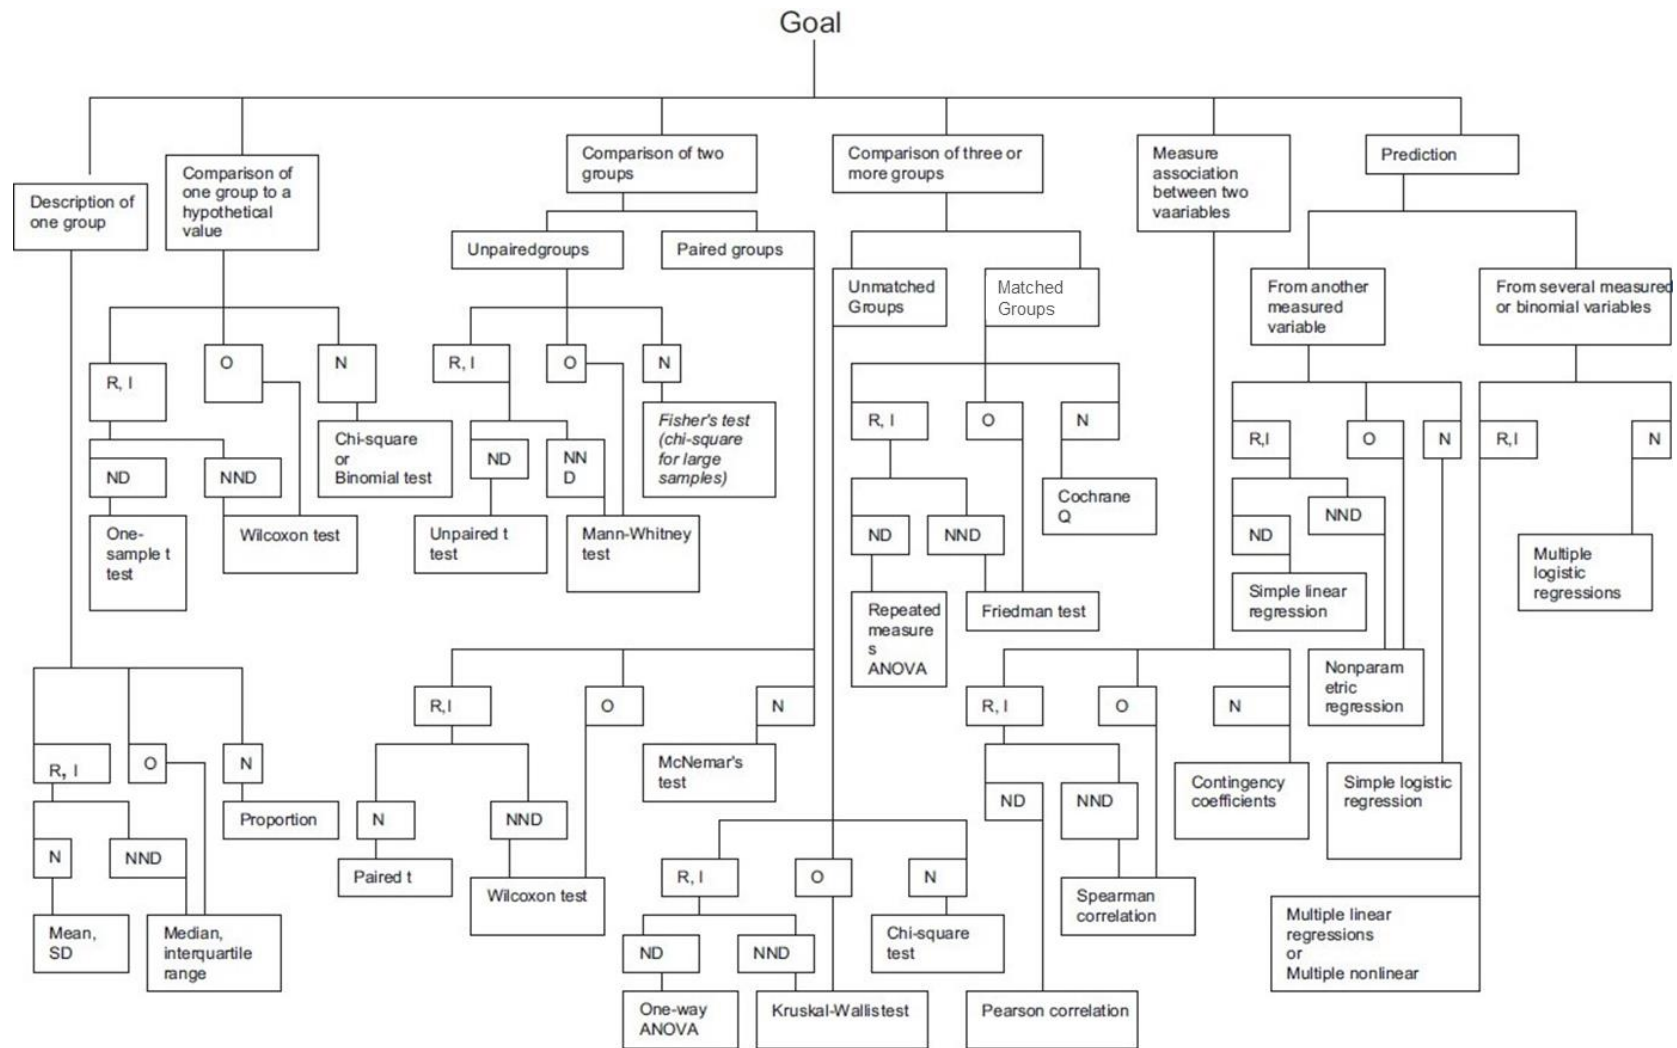 Goal
Description of
one group
Comparison of
one group to a
hypothetical
value
Comparison of two
groups
Comparison of three or
more groups
Measure
association
between two
vaariables
Prediction
Unpairedgroups
Paired groups
Unmatched
Groups
Matched
Groups
From another
measured
variable
From several measured
or binomial variables
R, I
O
N
ND
NND
One-
sample t
test
Wilcoxon test
Chi-square
or
Binomial test
R, I
O
N
ND
NN
D
Unpaired t
test
Mann-Whitney
test
Fisher's test
(chi-square
for large
samples)
R, I
O
N
ND
NND
Cochrane
Q
Repeated
measure
s
ANOVA
Friedman test
R,I
O
N
ND
NND
Simple linear
regression
Nonparam
etric
regression
Simple logistic
regression
R,I
N
Multiple
logistic
regressions
Multiple linear
regressions
or
Multiple nonlinear
R, I
O
N
N
NND
Proportion
Mean,
SD
Median,
interquartile
range
R,I
O
N
N
NND
McNemar's
test
Paired t
Wilcoxon test
R, I
O
N
ND
NND
Chi-square
test
One-way
ANOVA
Kruskal-Wallistest
R, I
O
N
ND
NND
Contingency
coefficients
Spearman
correlation
Pearson correlation